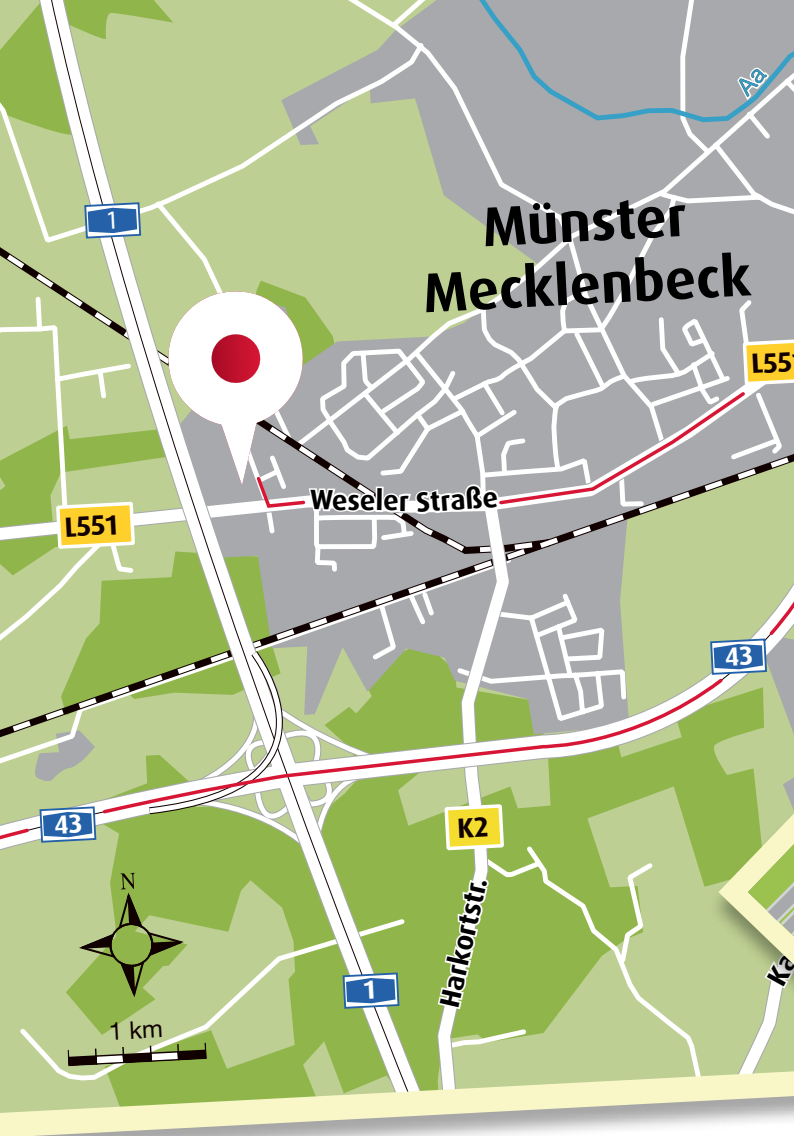 Aa
1
Münster
Mecklenbeck
L551
Weseler Straße
L551
43
43
K2
Harkortstr.
N
1
1 km